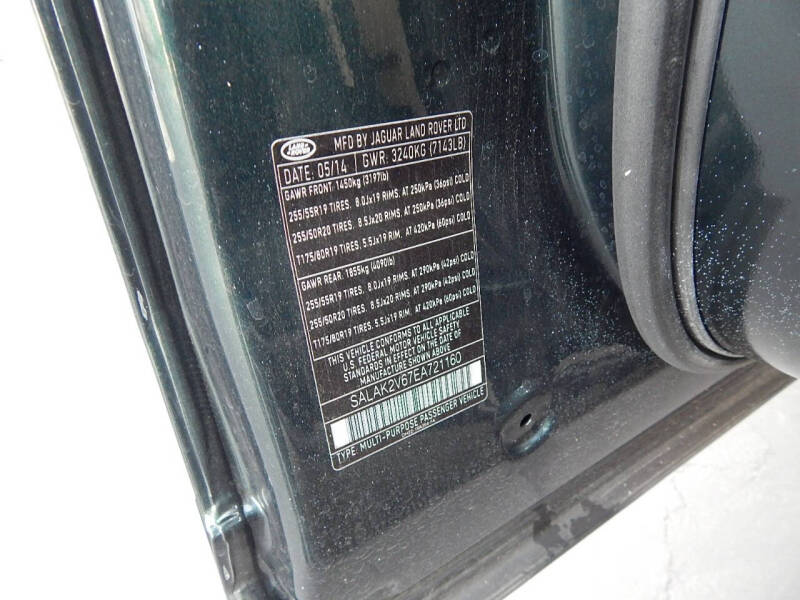 LAND ROVER
MFD BY JAGUAR LAND ROVER LTD
DATE: 05/14 GWR: 3240KG (7143LB)
GAWR FRONT: 1450kg (3197lb)
255/55R19 TIRES. 8.0Jx19 RIMS. AT 250kPa (36psi) COLD
255/50R20 TIRES. 8.5Jx20 RIMS. AT 250kPa (36psi) COLD
T175/80R19 TIRES. 5.5Jx19 RIM. AT 420kPa (60psi) COLD
GAWR REAR. 1855kg (4090lb)
255/55R19 TIRES. 8.0Jx19 RIMS. AT 290kPa (42psi) COLD
255/50R20 TIRES. 8.5Jx20 RIMS. AT 290kPa (42psi) COLD
T175/80R19 TIRES. 5.5Jx19 RIM. AT 420kPa (60psi) COLD
THIS VEHICLE CONFORMS TO ALL APPLICABLE
U.S. FEDERAL MOTOR VEHICLE SAFETY
STANDARDS IN EFFECT ON THE DATE OF
MANUFACTURE SHOWN ABOVE
SALAK2V67EA721160
TYPE: MULTI-PURPOSE PASSENGER VEHICLE